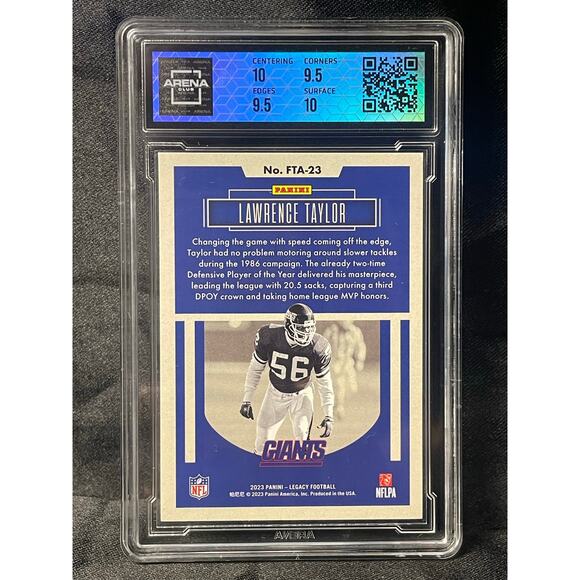 ARENA
CLUB
CENTERING CORNERS
10 9.5
EDGES SURFACE
9.5 10
No. FTA-23
PANINI
LAWRENCE TAYLOR
Changing the game with speed coming off the edge,
Taylor had no problem motoring around slower tackles
during the 1986 campaign. The already two-time
Defensive Player of the Year delivered his masterpiece,
leading the league with 20.5 sacks, capturing a third
DPOY crown and taking home league MVP honors.
56
GIANTS
NFL
2023 PANINI – LEGACY FOOTBALL
帕尼尼 © 2023 Panini America, Inc. Produced in the USA.
NFLPA
ARENA